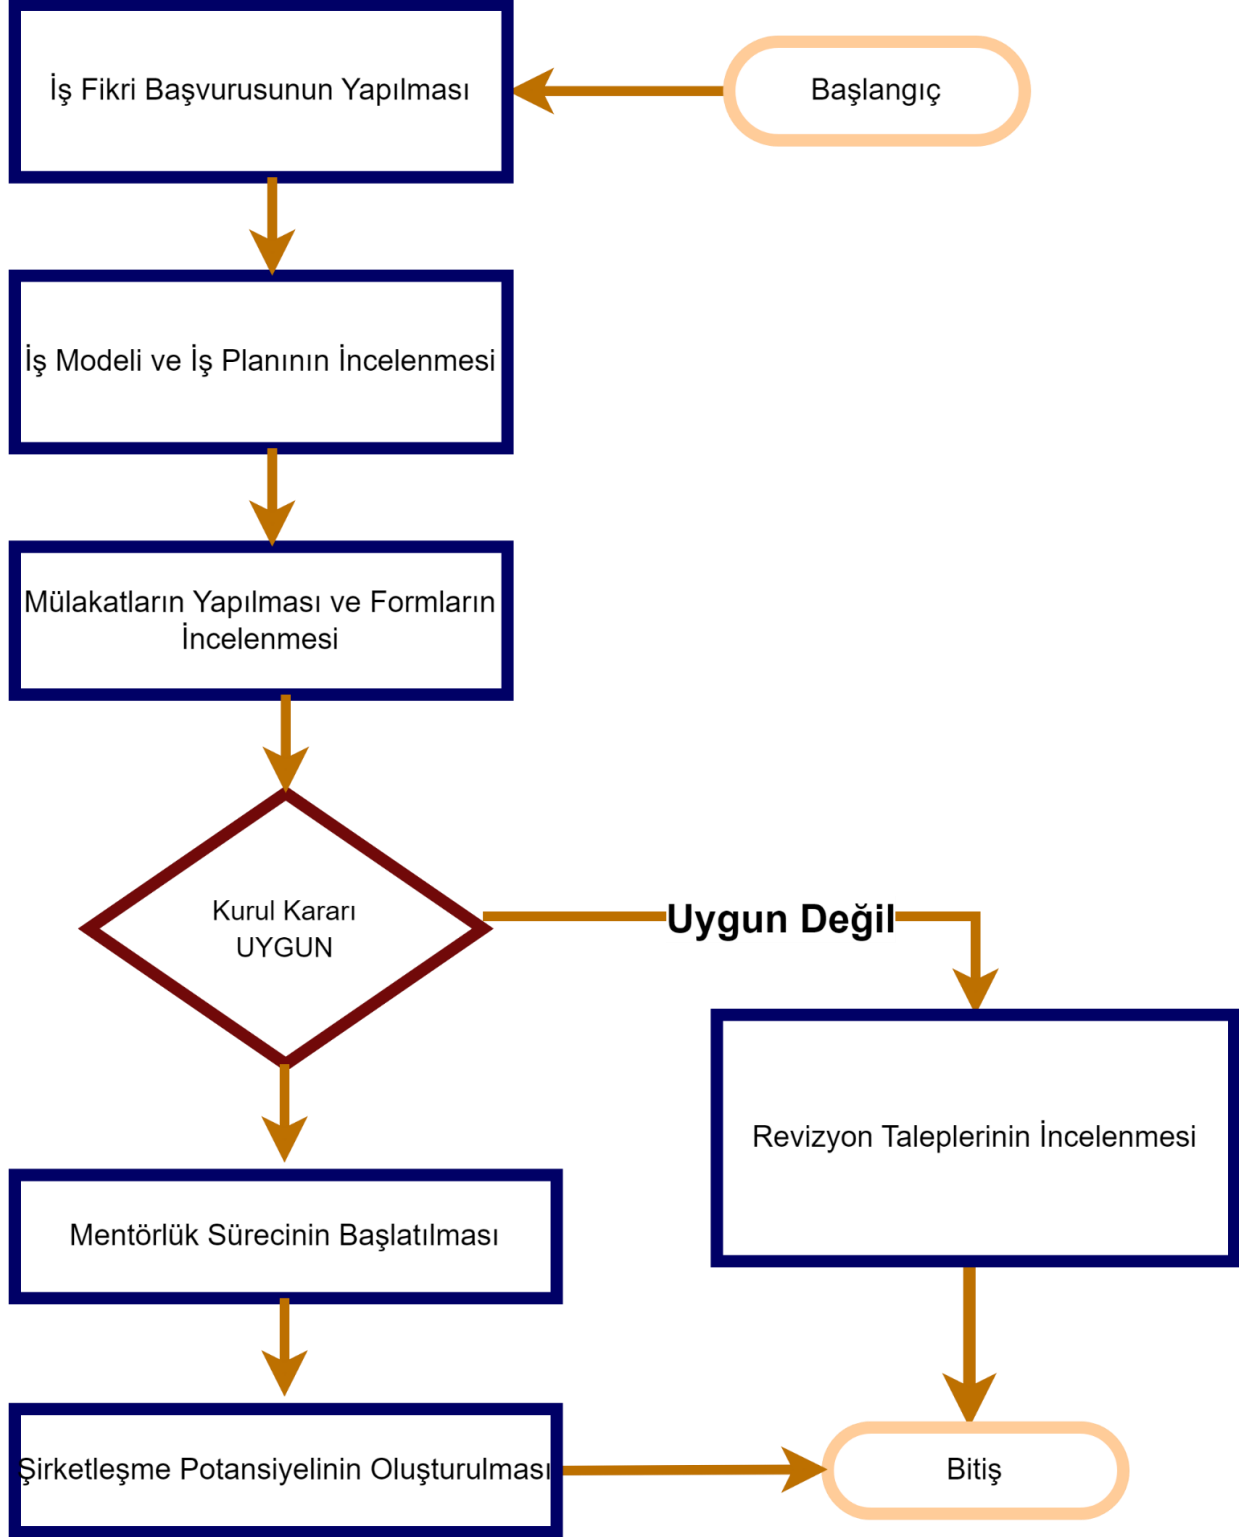 Başlangıç
İş Fikri Başvurusunun Yapılması
İş Modeli ve İş Planının İncelenmesi
Mülakatların Yapılması ve Formların
İncelenmesi
Kurul Kararı
UYGUN
Uygun Değil
Revizyon Taleplerinin İncelenmesi
Mentörlük Sürecinin Başlatılması
Şirketleşme Potansiyelinin Oluşturulması
Bitiş